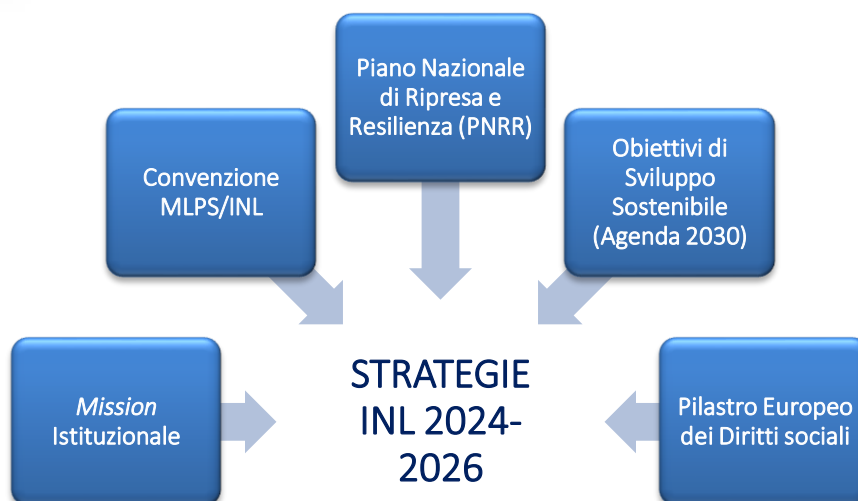 Piano Nazionale
di Ripresa e
Resilienza (PNRR)
Convenzione
MLPS/INL
Obiettivi di
Sviluppo
Sostenibile
(Agenda 2030)
Mission
Istituzionale
STRATEGIE
INL 2024-
2026
Pilastro Europeo
dei Diritti sociali